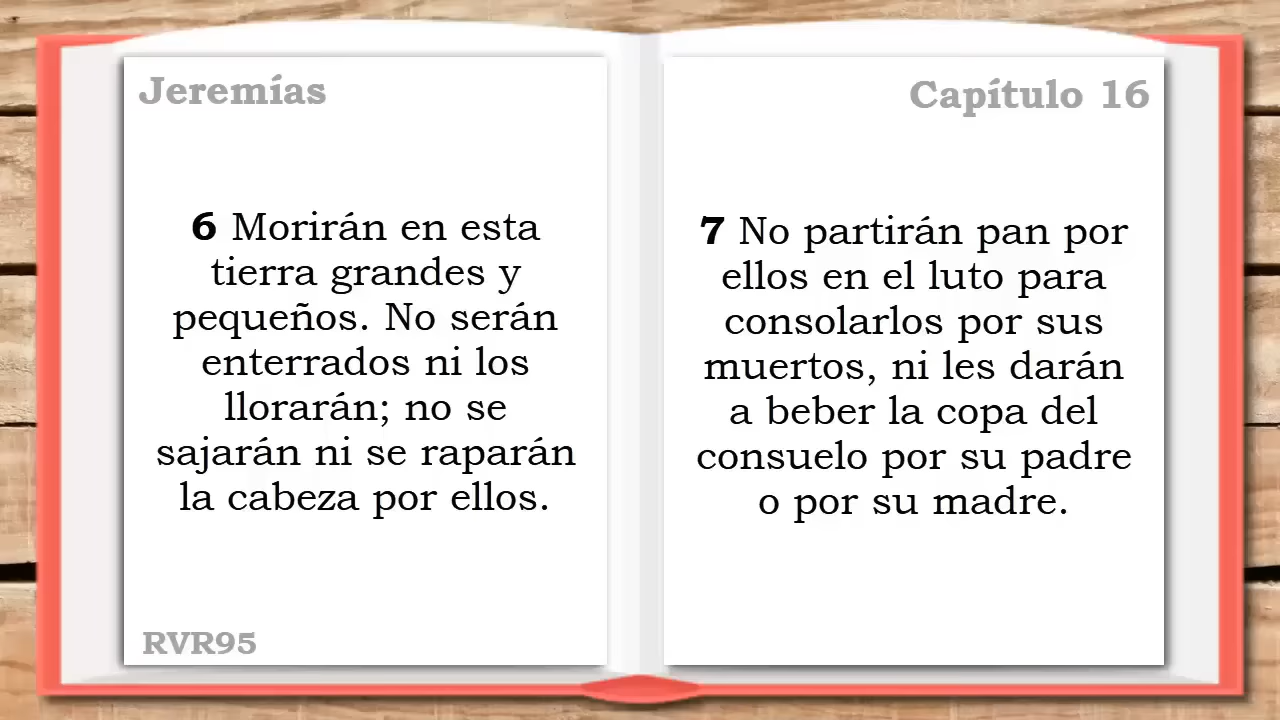 Jeremías
6 Morirán en esta
tierra grandes y
pequeños. No serán
enterrados ni los
llorarán; no se
sajarán ni se raparán
la cabeza por ellos.
RVR95
Capítulo 16
7 No partirán pan por
ellos en el luto para
consolarlos por sus
muertos, ni les darán
a beber la copa del
consuelo por su padre
o por su madre.